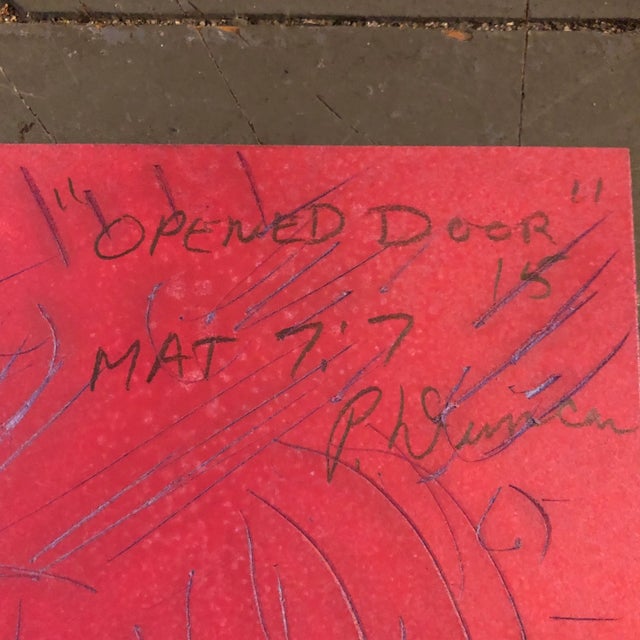 "OPENED DOOR"
15
MAT 7:7
P. Duncan